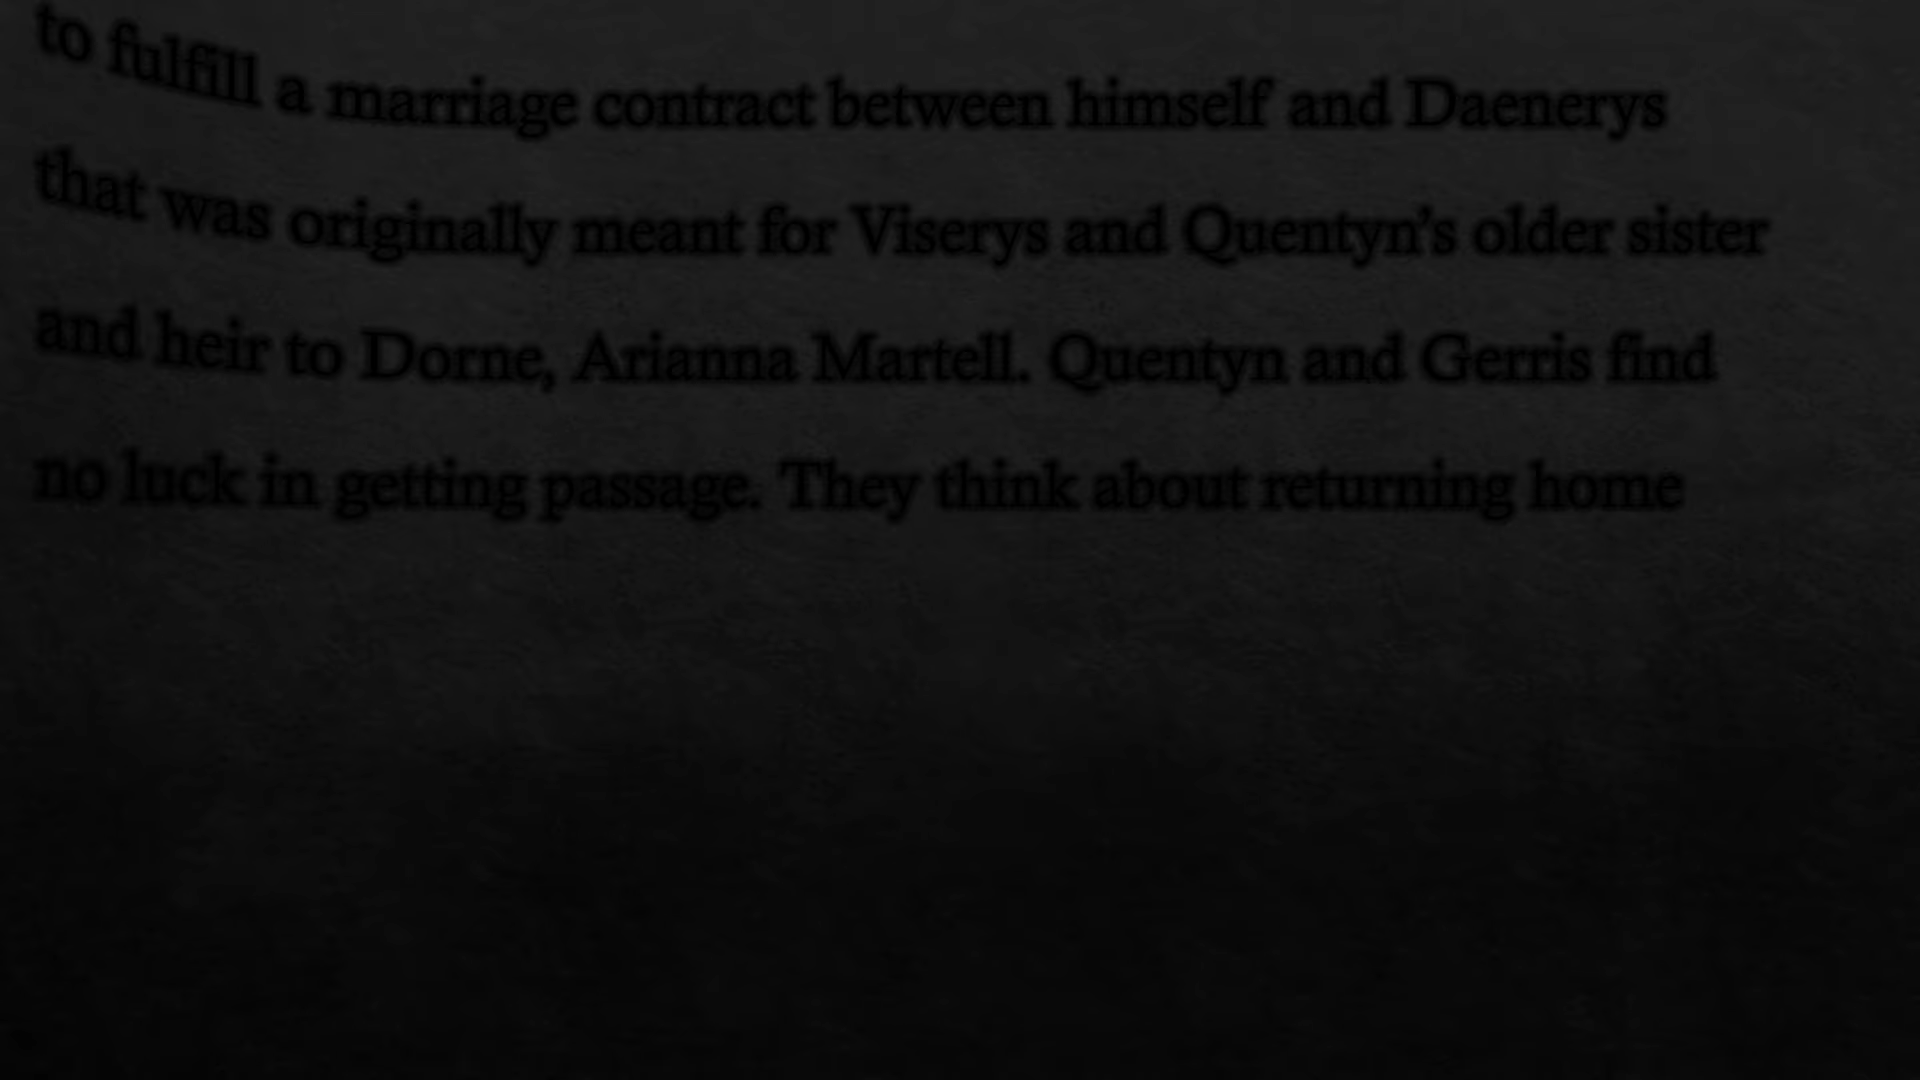 to fulfill a marriage contract between himself and Daenerys
that was originally meant for Viserys and Quentyn’s older sister
and heir to Dorne, Arianna Martell. Quentyn and Gerris find
no luck in getting passage. They think about returning home